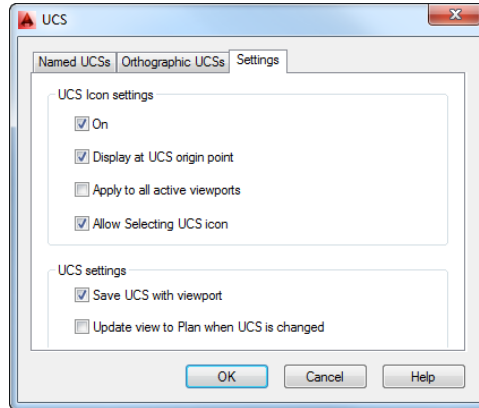 UCS
Named UCSs Orthographic UCSs Settings
UCS Icon settings
On
Display at UCS origin point
Apply to all active viewports
Allow Selecting UCS icon
UCS settings
Save UCS with viewport
Update view to Plan when UCS is changed
OK Cancel Help